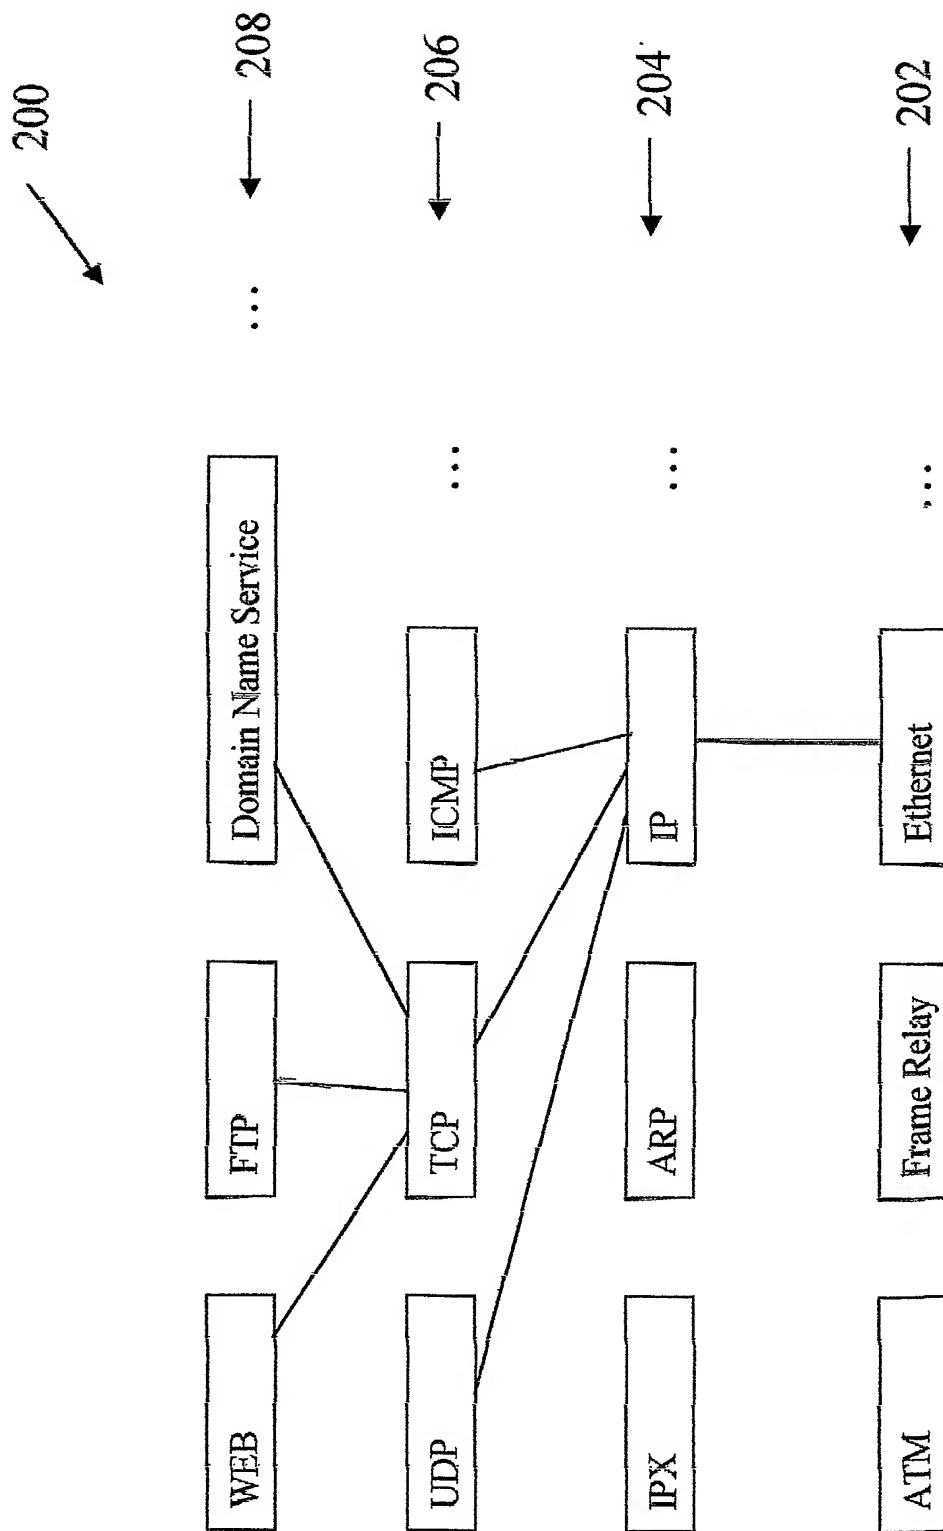 200
WEB FTP Domain Name Service ... 208
UDP TCP ICMP ... 206
IPX ARP IP ... 204
ATM Frame Relay Ethernet ... 202